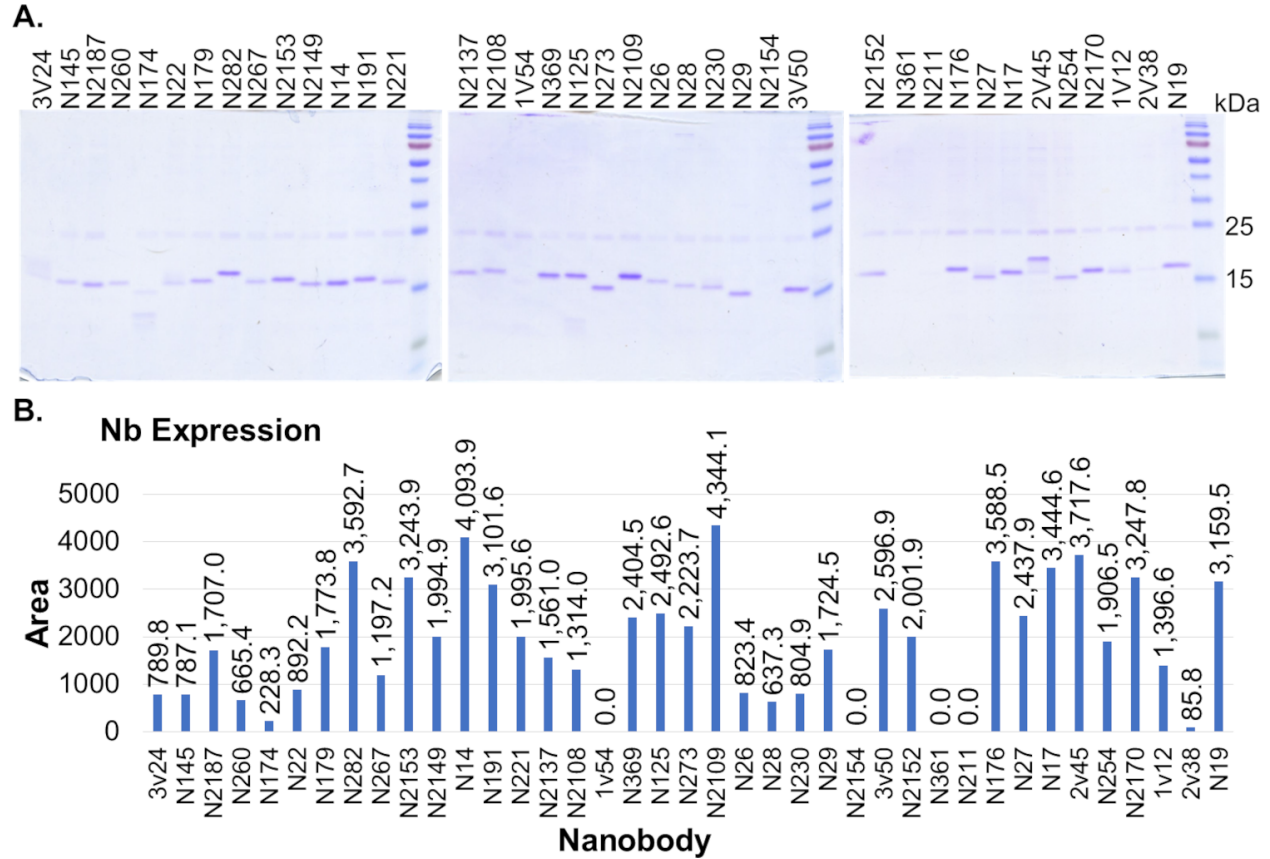 A.
3V24 N145 N2187 N260 N174 N22 N179 N282 N267 N2153 N2149 N14 N191 N221
N2137 N2108 1V54 N369 N125 N273 N2109 N26 N28 N230 N29 N2154 3V50
N2152 N361 N211 N176 N27 N17 2V45 N254 N2170 1V12 2V38 N19
kDa
25
15
B.
Nb Expression
5000
4000
3000
2000
1000
0
Area
789.8 787.1 1,707.0 665.4 228.3 892.2 1,773.8 3,592.7 1,197.2 3,243.9 1,994.9 4,093.9 3,101.6 1,995.6 1,561.0 1,314.0 0.0 2,404.5 2,492.6 2,223.7 4,344.1 823.4 637.3 804.9 1,724.5 0.0 2,596.9 2,001.9 0.0 0.0 3,588.5 2,437.9 3,444.6 3,717.6 1,906.5 3,247.8 1,396.6 85.8 3,159.5
3v24 N145 N2187 N260 N174 N22 N179 N282 N267 N2153 N2149 N14 N191 N221 N2137 N2108 1v54 N369 N125 N273 N2109 N26 N28 N230 N29 N2154 3v50 N2152 N361 N211 N176 N27 N17 2v45 N254 N2170 1v12 2v38 N19
Nanobody